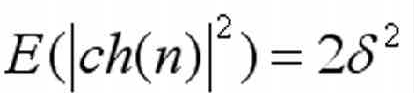 E(|ch(n)|²) = 2δ²